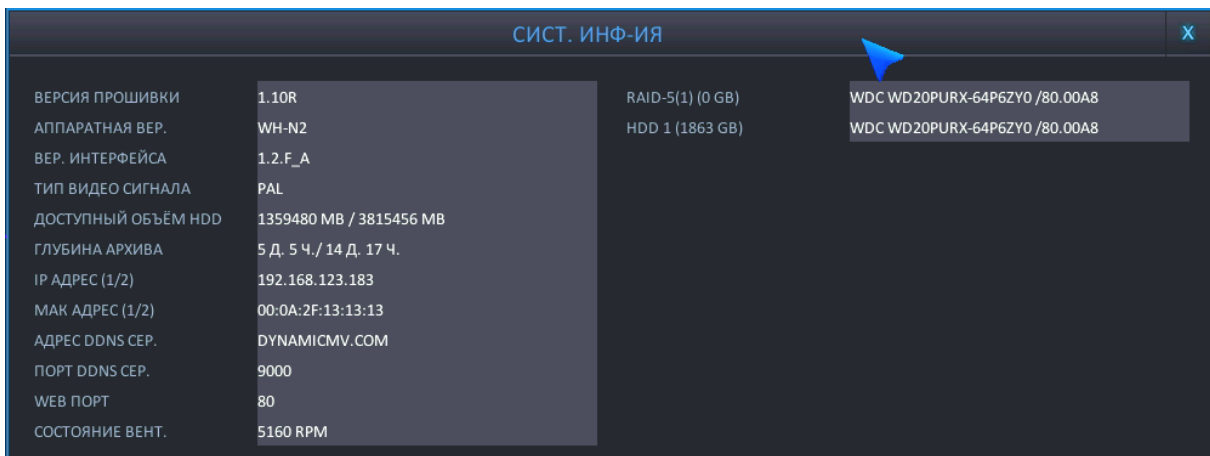 СИСТ. ИНФ-ИЯ
X
ВЕРСИЯ ПРОШИВКИ 1.10R
АППАРАТНАЯ ВЕР. WH-N2
ВЕР. ИНТЕРФЕЙСА 1.2.F_A
ТИП ВИДЕО СИГНАЛА PAL
ДОСТУПНЫЙ ОБЪЁМ HDD 1359480 MB / 3815456 MB
ГЛУБИНА АРХИВА 5 Д. 5 Ч./ 14 Д. 17 Ч.
IP АДРЕС (1/2) 192.168.123.183
МАК АДРЕС (1/2) 00:0A:2F:13:13:13
АДРЕС DDNS СЕР. DYNAMICMV.COM
ПОРТ DDNS СЕР. 9000
WEB ПОРТ 80
СОСТОЯНИЕ ВЕНТ. 5160 RPM
RAID-5(1) (0 GB) WDC WD20PURX-64P6ZY0 /80.00A8
HDD 1 (1863 GB) WDC WD20PURX-64P6ZY0 /80.00A8